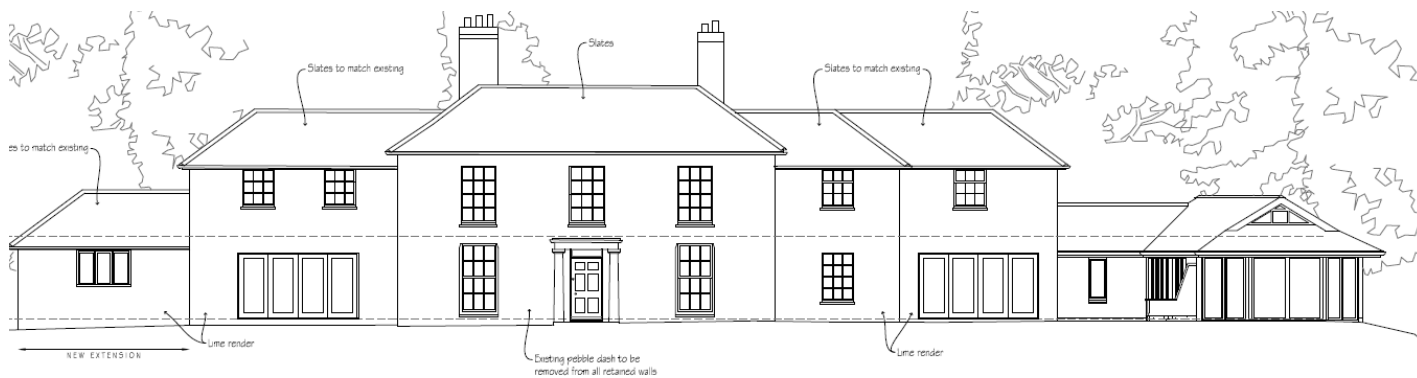 Slates
Slates to match existing
Slates to match existing
to match existing
Lime render
Lime render
NEW EXTENSION
Existing pebble dash to be
removed from all retained walls